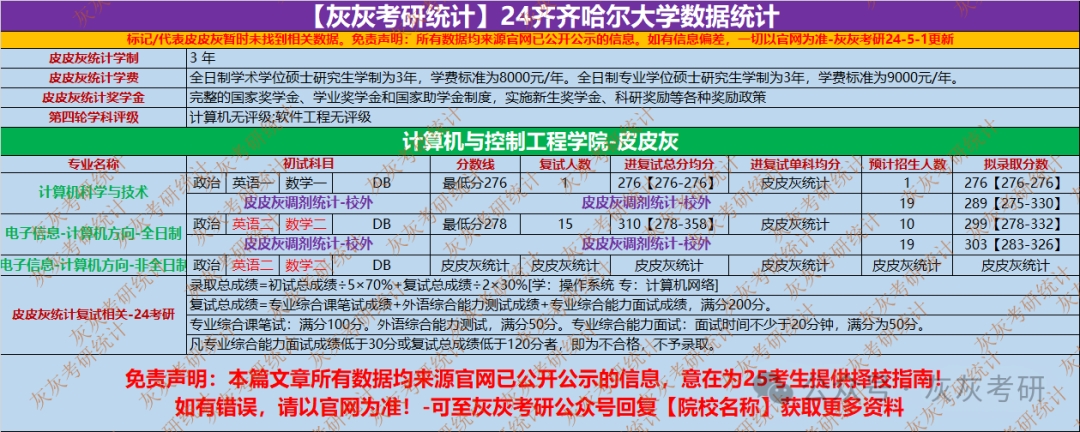 【灰灰考研统计】24齐齐哈尔大学数据统计
标记/代表皮皮灰暂时未找到相关数据。免责声明：所有数据均来源官网已公开公示的信息。如有信息偏差，一切以官网为准-灰灰考研24-5-1更新
皮皮灰统计学制 3 年
皮皮灰统计学费 全日制学术学位硕士研究生学制为3年，学费标准为8000元/年。全日制专业学位硕士研究生学制为3年，学费标准为9000元/年。
皮皮灰统计奖学金 完整的国家奖学金、学业奖学金和国家助学金制度，实施新生奖学金、科研奖励等各种奖励政策
第四轮学科评级 计算机无评级;软件工程无评级
计算机与控制工程学院-皮皮灰
专业名称 初试科目 分数线 复试人数 进复试总分均分 进复试单科均分 预计招生人数 拟录取分数
计算机科学与技术 政治 英语一 数学一 DB 最低分276 1 276【276-276】 皮皮灰统计 1 276【276-276】
皮皮灰调剂统计-校外 皮皮灰调剂统计-校外 19 289【275-330】
电子信息-计算机方向-全日制 政治 英语二 数学二 DB 最低分278 15 310【278-358】 皮皮灰统计 10 299【278-332】
皮皮灰调剂统计-校外 皮皮灰调剂统计-校外 19 303【283-326】
电子信息-计算机方向-非全日制 政治 英语二 数学二 DB 皮皮灰统计 皮皮灰统计 皮皮灰统计 皮皮灰统计 皮皮灰统计 皮皮灰统计
皮皮灰统计复试相关-24考研
录取总成绩=初试总成绩÷5×70%+复试总成绩÷2×30%[学：操作系统 专：计算机网络]
复试总成绩=专业综合课笔试成绩+外语综合能力测试成绩+专业综合能力面试成绩，满分200分。
专业综合课笔试：满分100分。外语综合能力测试，满分50分。专业综合能力面试：面试时间不少于20分钟，满分为50分。
凡专业综合能力面试成绩低于30分或复试总成绩低于120分者，即为不合格，不予录取。
免责声明：本篇文章所有数据均来源官网已公开公示的信息，意在为25考生提供择校指南！
如有错误，请以官网为准！-可至灰灰考研公众号回复【院校名称】获取更多资料
公众号 灰灰考研
灰灰考研统计